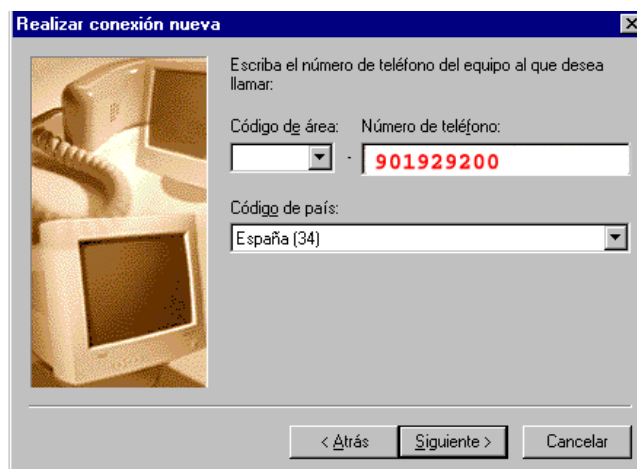 Realizar conexión nueva
Escriba el número de teléfono del equipo al que desea
llamar:
Código de área: Número de teléfono:
- 901929200
Código de país:
España (34)
< Atrás Siguiente > Cancelar